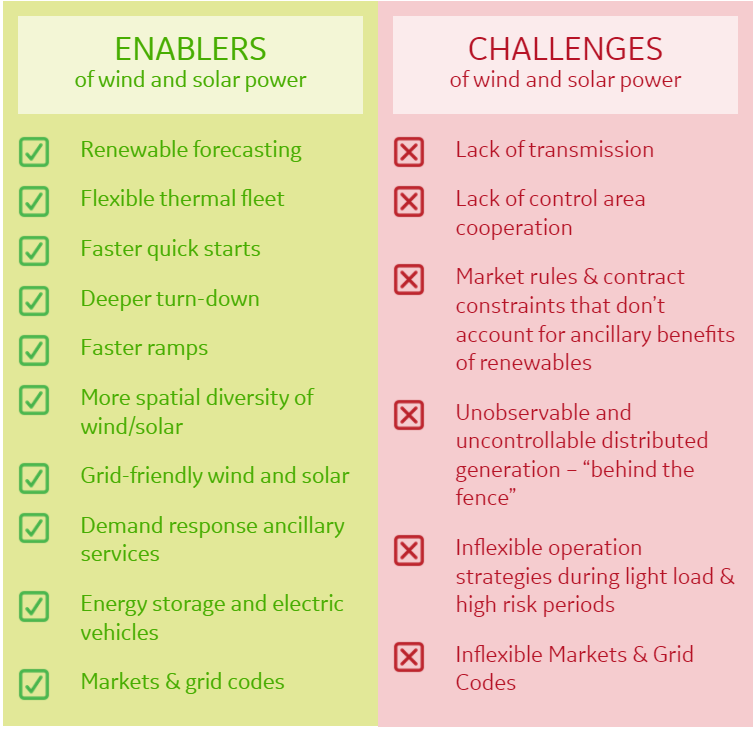 ENABLERS
of wind and solar power
Renewable forecasting
Flexible thermal fleet
Faster quick starts
Deeper turn-down
Faster ramps
More spatial diversity of
wind/solar
Grid-friendly wind and solar
Demand response ancillary
services
Energy storage and electric
vehicles
Markets & grid codes
CHALLENGES
of wind and solar power
Lack of transmission
Lack of control area
cooperation
Market rules & contract
constraints that don’t
account for ancillary benefits
of renewables
Unobservable and
uncontrollable distributed
generation – “behind the
fence”
Inflexible operation
strategies during light load &
high risk periods
Inflexible Markets & Grid
Codes